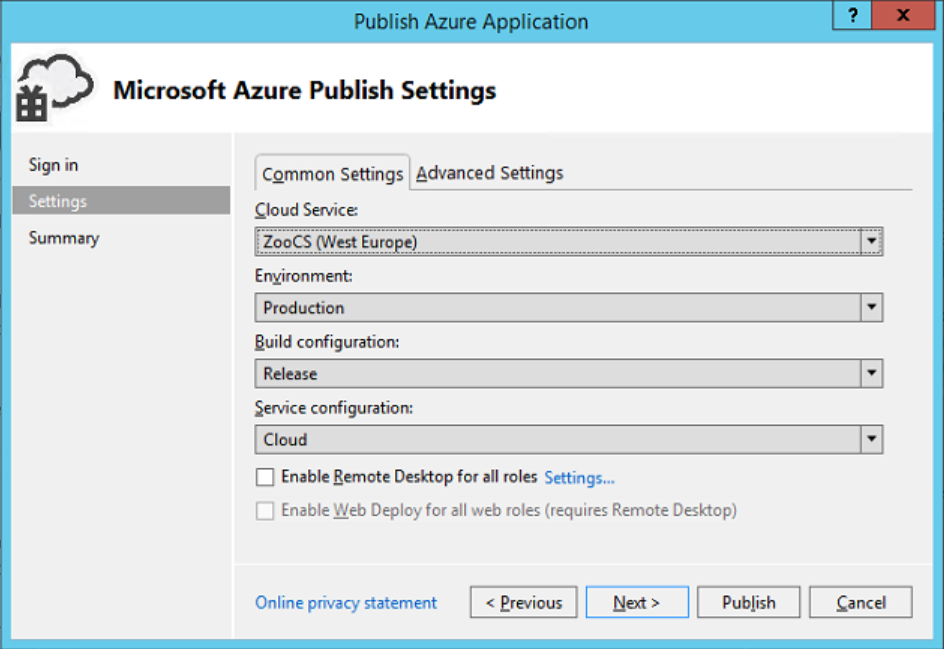 Publish Azure Application
? x
Microsoft Azure Publish Settings
Sign in
Settings
Summary
Common Settings Advanced Settings
Cloud Service:
ZooCS (West Europe)
Environment:
Production
Build configuration:
Release
Service configuration:
Cloud
Enable Remote Desktop for all roles Settings...
Enable Web Deploy for all web roles (requires Remote Desktop)
Online privacy statement < Previous Next > Publish Cancel